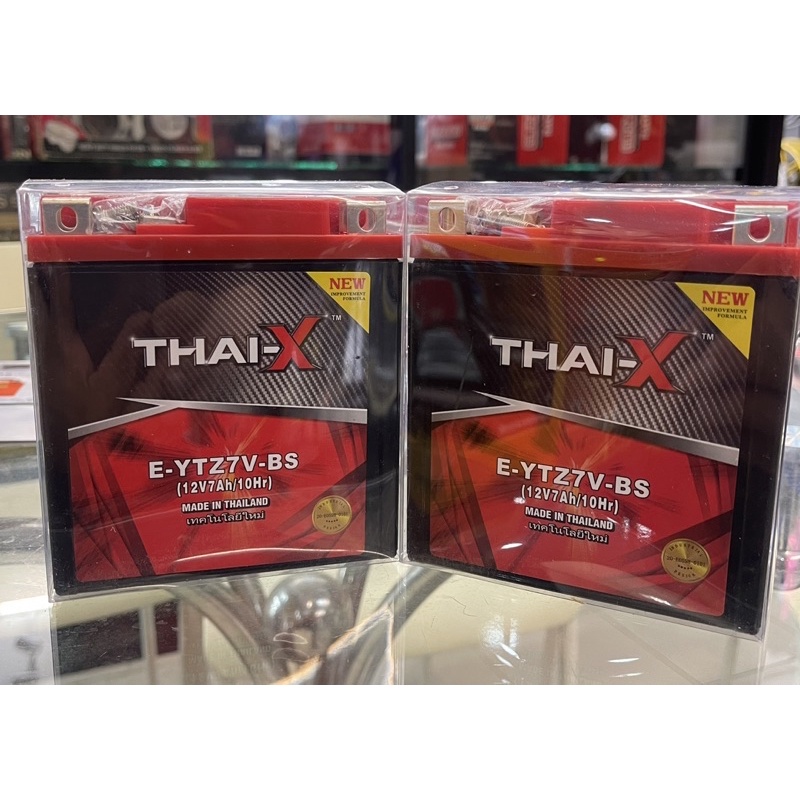 NEW
IMPROVEMENT
FORMULA
THAI-X™
E-YTZ7V-BS
(12V7Ah/10Hr)
MADE IN THAILAND
เทคโนโลยีใหม่
NEW
IMPROVEMENT
FORMULA
THAI-X™
E-YTZ7V-BS
(12V7Ah/10Hr)
MADE IN THAILAND
เทคโนโลยีใหม่